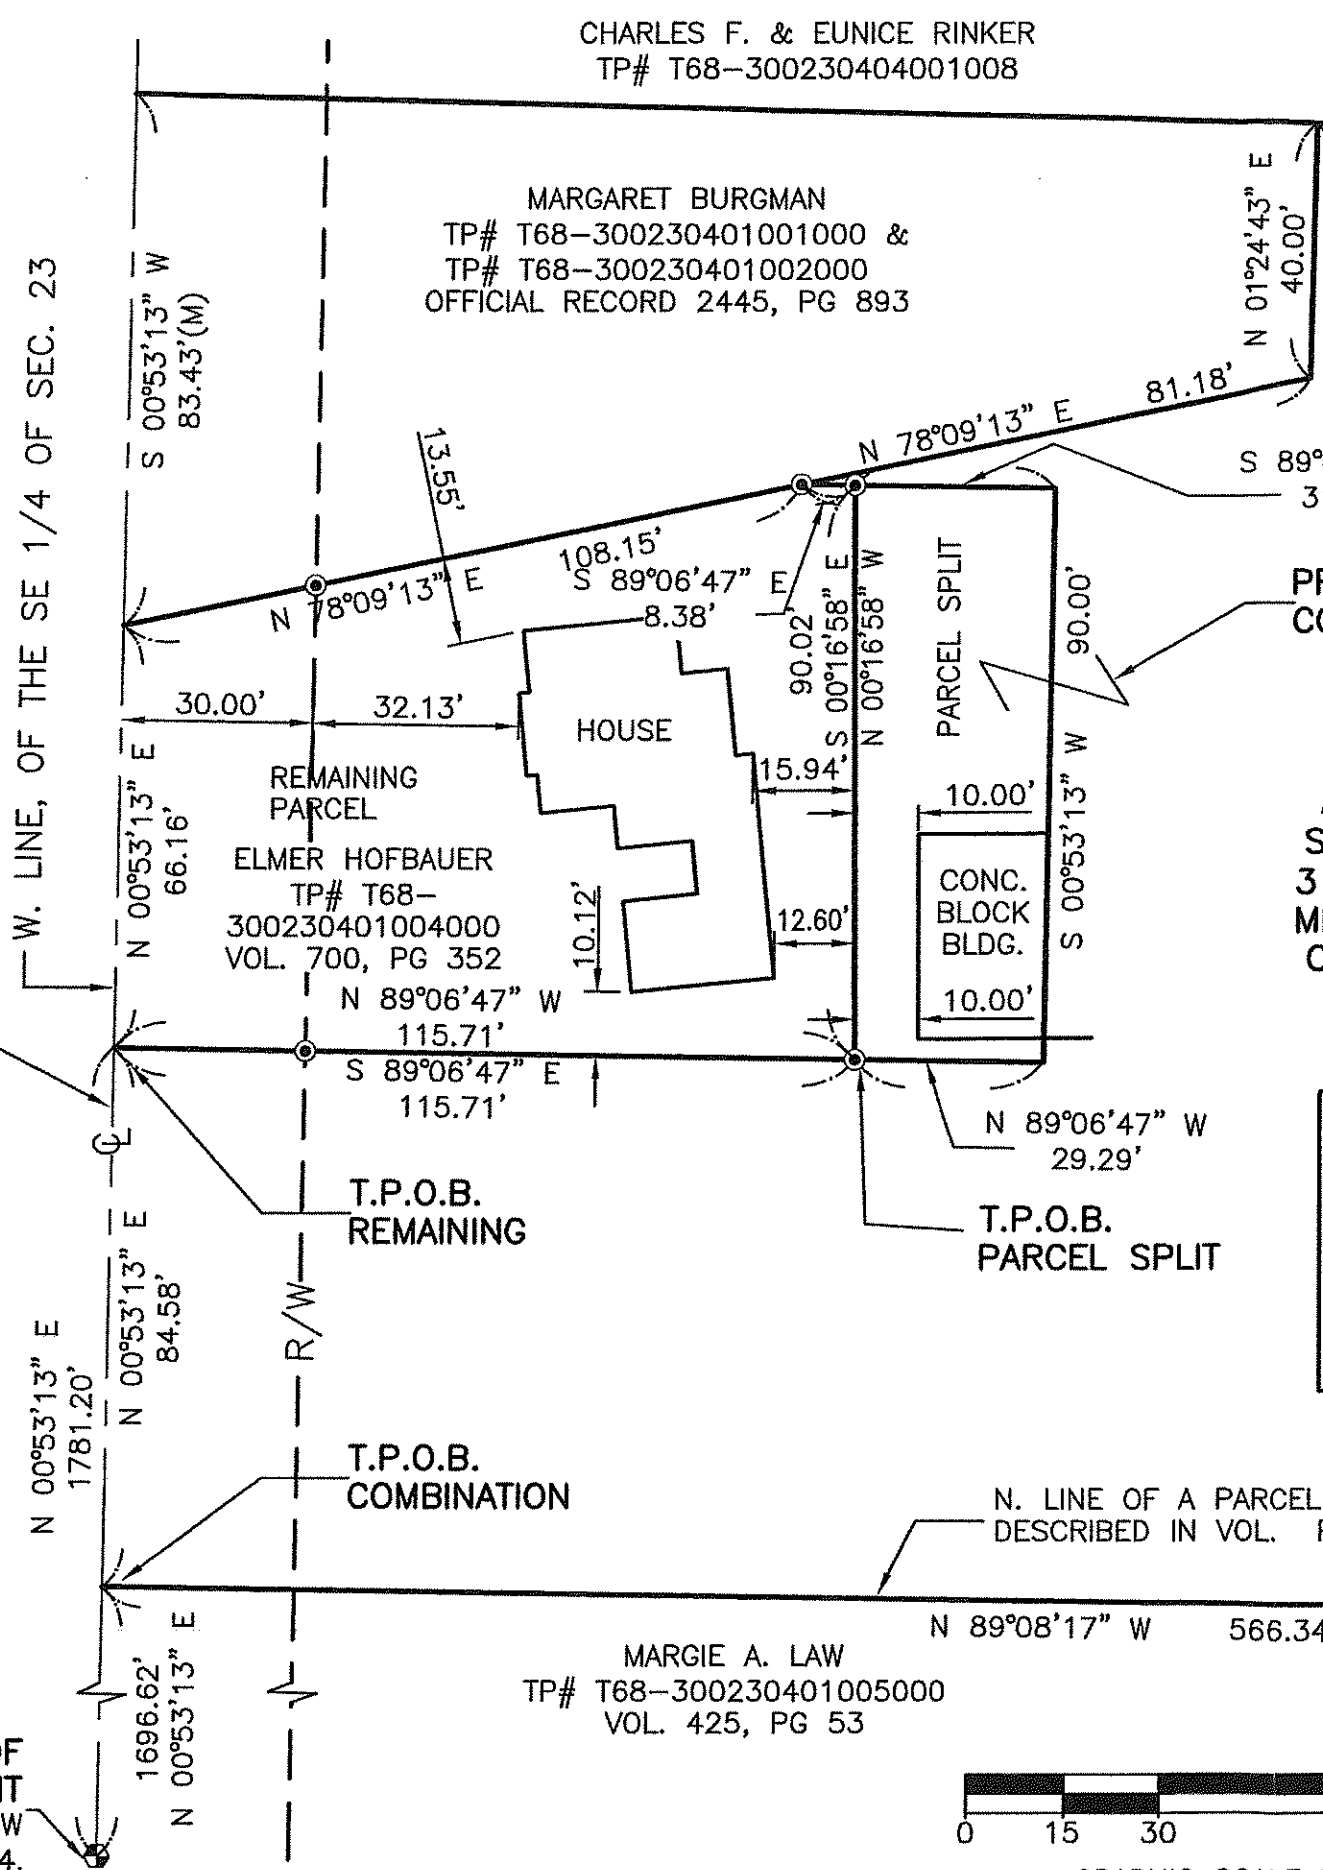 CHARLES F. & EUNICE RINKER
TP# T68-300230404001008
MARGARET BURGMAN
TP# T68-300230401001000 &
TP# T68-300230401002000
OFFICIAL RECORD 2445, PG 893
N 01°24'43" E
40.00'
W. LINE, OF THE SE 1/4 OF SEC. 23
S 00°53'13" W
83.43'(M)
N 78°09'13" E
81.18'
S 89°
3
13.55'
108.15'
N 78°09'13" E
S 89°06'47" E
8.38'
90.02'
S 00°16'58" E
N 00°16'58" W
PARCEL SPLIT
90.00'
S 00°53'13" W
30.00'
32.13'
HOUSE
15.94'
10.00'
REMAINING
PARCEL
N 00°53'13" E
66.16'
ELMER HOFBAUER
TP# T68-
300230401004000
VOL. 700, PG 352
10.12'
12.60'
CONC.
BLOCK
BLDG.
10.00'
S
3
N 89°06'47" W
115.71'
S 89°06'47" E
115.71'
N 89°06'47" W
29.29'
CL
T.P.O.B.
REMAINING
T.P.O.B.
PARCEL SPLIT
N 00°53'13" E
84.58'
N 00°53'13" E
1781.20'
R/W
T.P.O.B.
COMBINATION
N. LINE OF A PARCEL
DESCRIBED IN VOL.
N 89°08'17" W 566.34
MARGIE A. LAW
TP# T68-300230401005000
VOL. 425, PG 53
1696.62'
N 00°53'13" E
W
4.
0 15 30